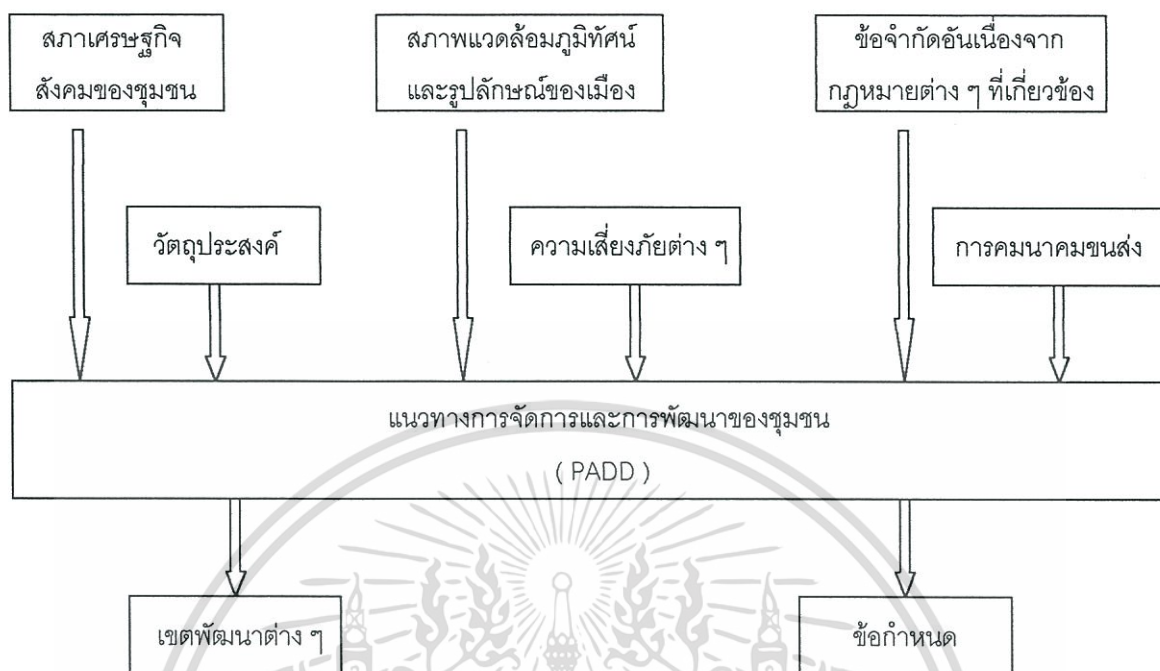 สภาเศรษฐกิจ
สังคมของชุมชน
สภาพแวดล้อมภูมิทัศน์
และรูปลักษณ์ของเมือง
ข้อจำกัดอันเนื่องจาก
กฎหมายต่าง ๆ ที่เกี่ยวข้อง
วัตถุประสงค์
ความเสี่ยงภัยต่าง ๆ
การคมนาคมขนส่ง
แนวทางการจัดการและการพัฒนาของชุมชน
( PADD )
เขตพัฒนาต่าง ๆ
ข้อกำหนด